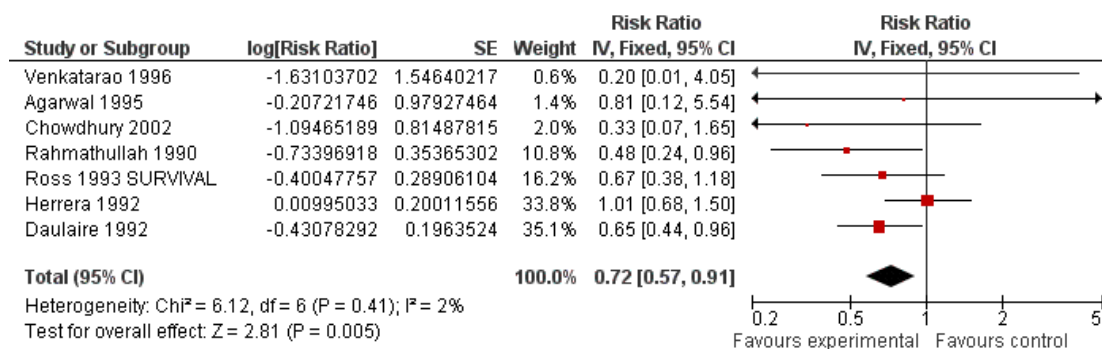 Risk Ratio Risk Ratio
Study or Subgroup log[Risk Ratio] SE Weight IV, Fixed, 95% CI IV, Fixed, 95% CI
Venkatarao 1996 -1.63103702 1.54640217 0.6% 0.20 [0.01, 4.05]
Agarwal 1995 -0.20721746 0.97927464 1.4% 0.81 [0.12, 5.54]
Chowdhury 2002 -1.09465189 0.81487815 2.0% 0.33 [0.07, 1.65]
Rahmathullah 1990 -0.73396918 0.35365302 10.8% 0.48 [0.24, 0.96]
Ross 1993 SURVIVAL -0.40047757 0.28906104 16.2% 0.67 [0.38, 1.18]
Herrera 1992 0.00995033 0.20011556 33.8% 1.01 [0.68, 1.50]
Daulaire 1992 -0.43078292 0.1963524 35.1% 0.65 [0.44, 0.96]
Total (95% CI) 100.0% 0.72 [0.57, 0.91]
Heterogeneity: Chi² = 6.12, df = 6 (P = 0.41); I² = 2%
Test for overall effect: Z = 2.81 (P = 0.005)
0.2 0.5 1 2 5
Favours experimental Favours control